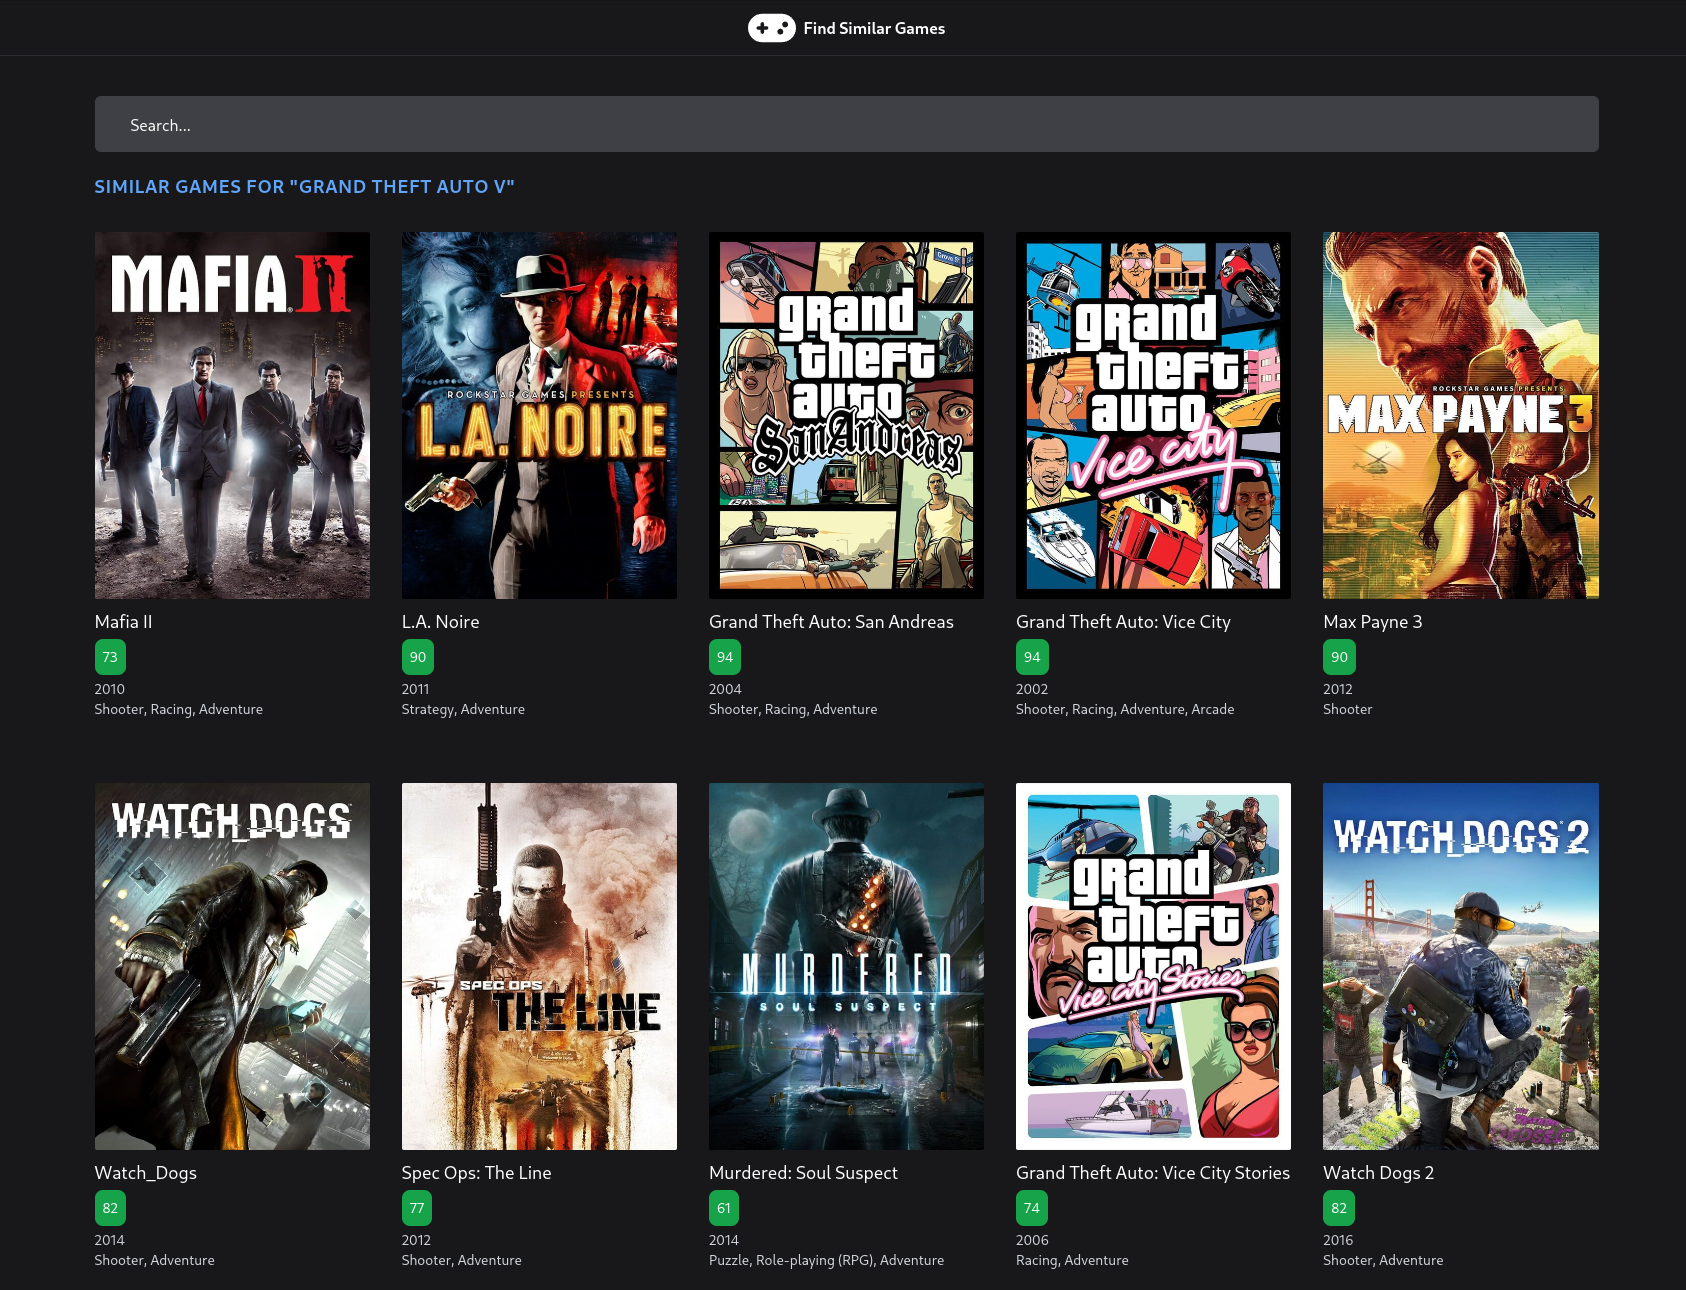 Find Similar Games
Search...
SIMILAR GAMES FOR "GRAND THEFT AUTO V"
MAFIA II
ROCKSTAR GAMES PRESENTS
L.A. NOIRE
Grove St
grand
theft
auto
San Andreas
grand
theft
auto
vice city
ROCKSTAR GAMES PRESENTS
MAX PAYNE 3
Mafia II
73
2010
Shooter, Racing, Adventure
L.A. Noire
90
2011
Strategy, Adventure
Grand Theft Auto: San Andreas
94
2004
Shooter, Racing, Adventure
Grand Theft Auto: Vice City
94
2002
Shooter, Racing, Adventure, Arcade
Max Payne 3
90
2012
Shooter
WATCH_DOGS
SPEC OPS
THE LINE
MURDERED
SOUL SUSPECT
grand
theft
auto
vice city Stories
WATCH_DOGS 2
Watch_Dogs
82
2014
Shooter, Adventure
Spec Ops: The Line
77
2012
Shooter, Adventure
Murdered: Soul Suspect
61
2014
Puzzle, Role-playing (RPG), Adventure
Grand Theft Auto: Vice City Stories
74
2006
Racing, Adventure
Watch Dogs 2
82
2016
Shooter, Adventure